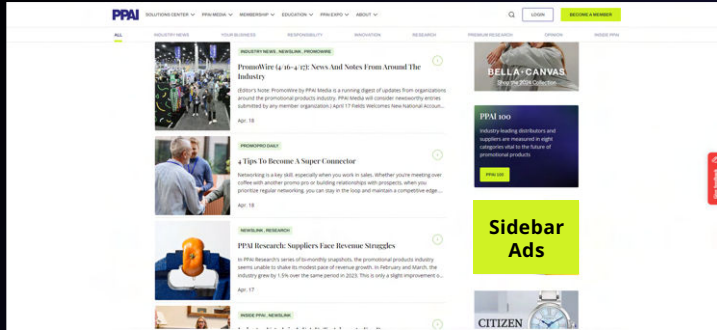 PPAI SOLUTIONS CENTER PPAI MEDIA MEMBERSHIP EDUCATION PPAI EXPO ABOUT LOGIN BECOME A MEMBER
ALL INDUSTRY NEWS YOUR BUSINESS RESPONSIBILITY INNOVATION RESEARCH PREMIUM RESEARCH OPINION INSIDE PPAI
INDUSTRY NEWS, NEWSLINK, PROMOWIRE
PromoWire (4/16-4/17): News And Notes From Around The
Industry
(Editor's Note: PromoWire by PPAI Media is a running digest of updates from organizations
around the promotional products industry. PPAI Media will consider newsworthy entries
submitted by any member organization.) April 17 Fields Welcomes New National Accoun...
Apr. 18
PROMOPRO DAILY
4 Tips To Become A Super Connector
Networking is a key skill, especially when you work in sales. Whether you're meeting over
coffee with another promo pro or building relationships with prospects, when you
prioritize regular networking, you can stay in the loop and maintain a competitive edge....
Apr. 18
NEWSLINK, RESEARCH
PPAI Research: Suppliers Face Revenue Struggles
In PPAI Research's series of bi-monthly snapshots, the promotional products industry
seems unable to shake its modest pace of revenue growth. In February and March, the
industry grew by 1.5% over the same period in 2023. This is only a slight improvement o...
Apr. 17
INSIDE PPAI, NEWSLINK
BELLA+CANVAS
Shop the 2024 Collection
PPAI 100
Industry-leading distributors and
suppliers are measured in eight
categories vital to the future of
promotional products
PPAI 100
Sidebar
Ads
CITIZEN